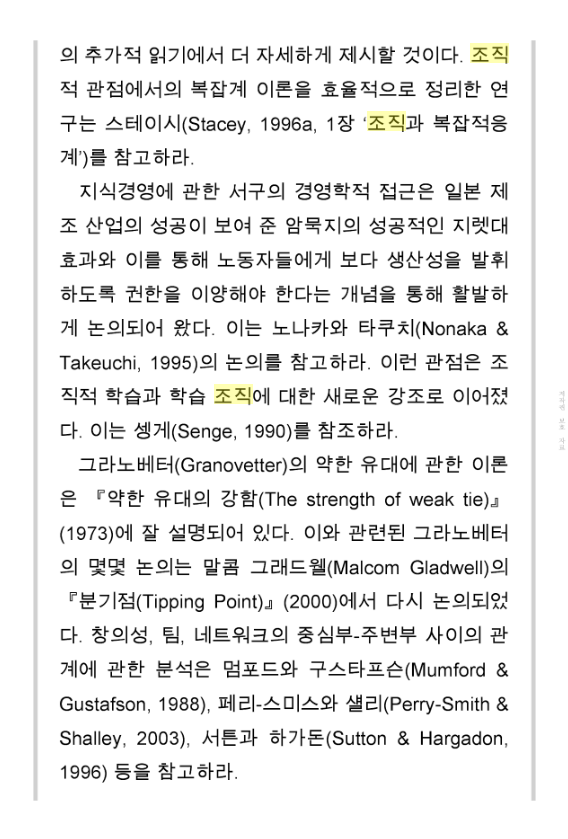 의 추가적 읽기에서 더 자세하게 제시할 것이다. 조직
적 관점에서의 복잡계 이론을 효율적으로 정리한 연
구는 스테이시(Stacey, 1996a, 1장 ‘조직과 복잡적응
계’)를 참고하라.
지식경영에 관한 서구의 경영학적 접근은 일본 제
조 산업의 성공이 보여 준 암묵지의 성공적인 지렛대
효과와 이를 통해 노동자들에게 보다 생산성을 발휘
하도록 권한을 이양해야 한다는 개념을 통해 활발하
게 논의되어 왔다. 이는 노나카와 타쿠치(Nonaka &
Takeuchi, 1995)의 논의를 참고하라. 이런 관점은 조
직적 학습과 학습 조직에 대한 새로운 강조로 이어졌
다. 이는 셍게(Senge, 1990)를 참조하라.
그라노베터(Granovetter)의 약한 유대에 관한 이론
은 『약한 유대의 강함(The strength of weak tie)』
(1973)에 잘 설명되어 있다. 이와 관련된 그라노베터
의 몇몇 논의는 말콤 그래드웰(Malcom Gladwell)의
『분기점(Tipping Point)』(2000)에서 다시 논의되었
다. 창의성, 팀, 네트워크의 중심부-주변부 사이의 관
계에 관한 분석은 멈포드와 구스타프슨(Mumford &
Gustafson, 1988), 페리-스미스와 섈리(Perry-Smith &
Shalley, 2003), 서튼과 하가돈(Sutton & Hargadon,
1996) 등을 참고하라.